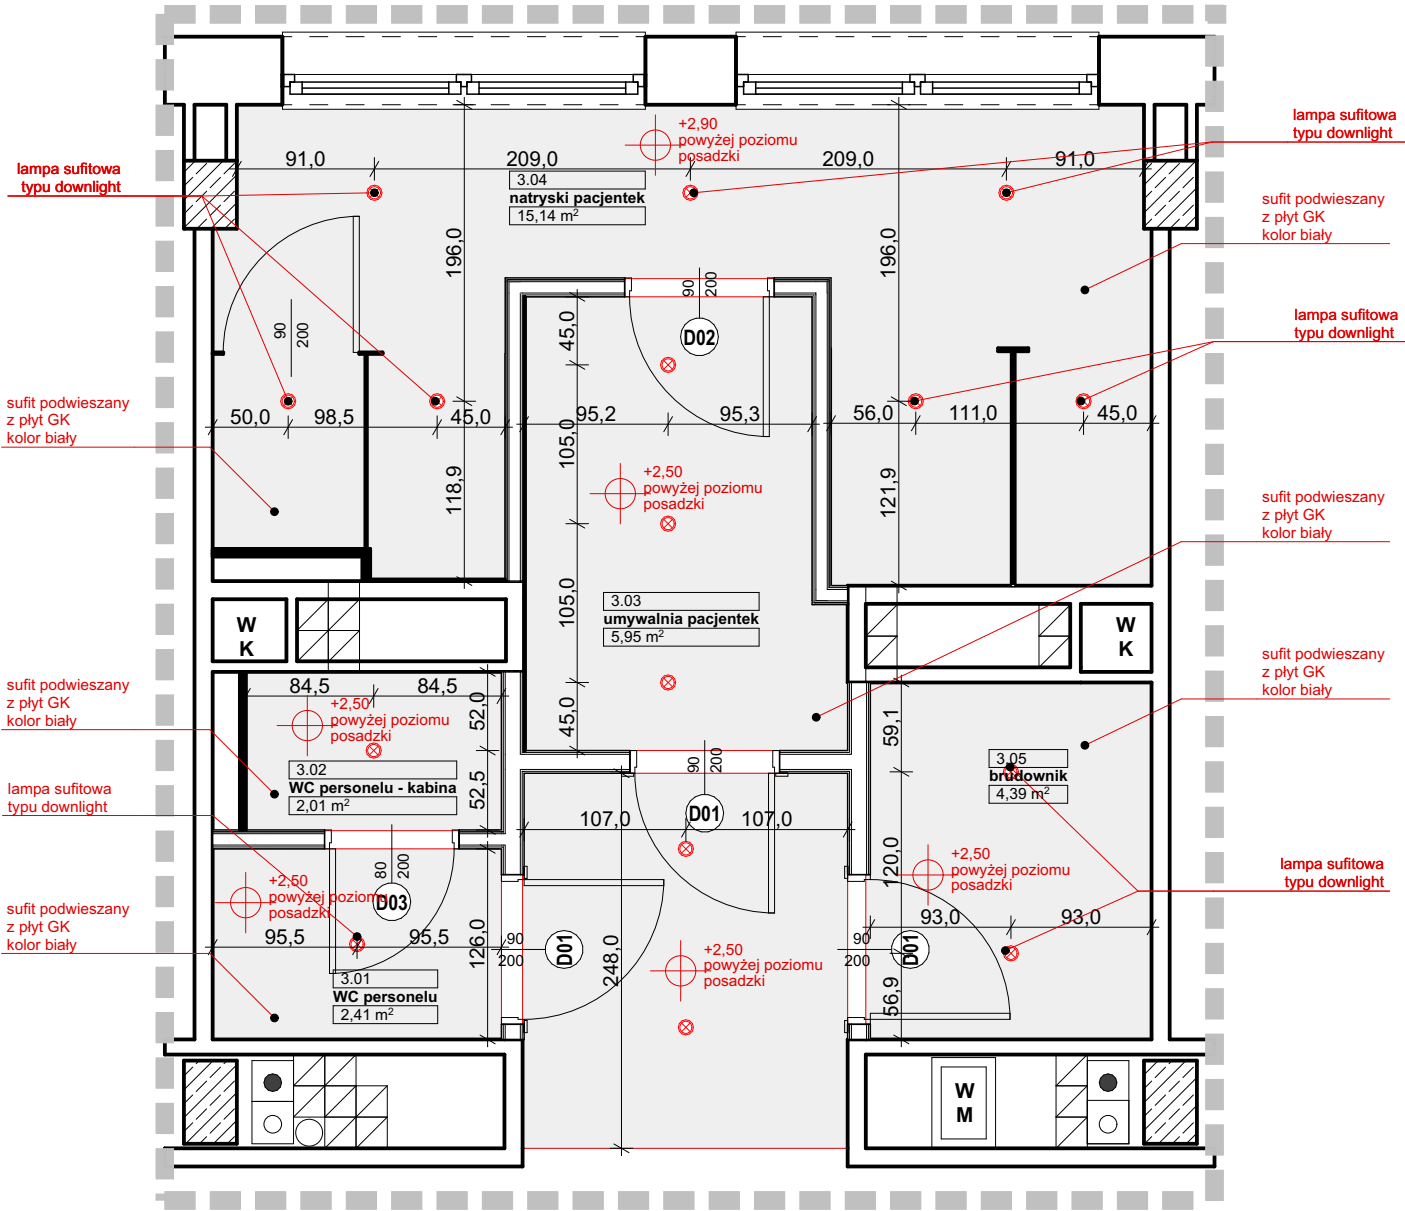 +2,90
powyżej poziomu
posadzki
91,0
209,0
209,0
91,0
lampa sufitowa
typu downlight
lampa sufitowa
typu downlight
3.04
natryski pacjentek
15,14 m²
sufit podwieszany
z płyt GK
kolor biały
196,0
196,0
90
200
D02
90
200
45,0
lampa sufitowa
typu downlight
sufit podwieszany
z płyt GK
kolor biały
50,0
98,5
45,0
95,2
95,3
56,0
111,0
45,0
105,0
118,9
121,9
+2,50
powyżej poziomu
posadzki
sufit podwieszany
z płyt GK
kolor biały
105,0
3.03
umywalnia pacjentek
5,95 m²
W
K
W
K
sufit podwieszany
z płyt GK
kolor biały
sufit podwieszany
z płyt GK
kolor biały
84,5
84,5
52,0
+2,50
powyżej poziomu
posadzki
45,0
59,1
90
200
3.02
WC personelu - kabina
2,01 m²
52,5
3.05
brudownik
4,39 m²
lampa sufitowa
typu downlight
107,0
D01
107,0
80
200
D03
+2,50
powyżej poziomu
posadzki
120,0
+2,50
powyżej poziomu
posadzki
lampa sufitowa
typu downlight
sufit podwieszany
z płyt GK
kolor biały
95,5
95,5
126,0
90
200
D01
248,0
+2,50
powyżej poziomu
posadzki
90
200
D01
93,0
93,0
56,9
3.01
WC personelu
2,41 m²
W
M